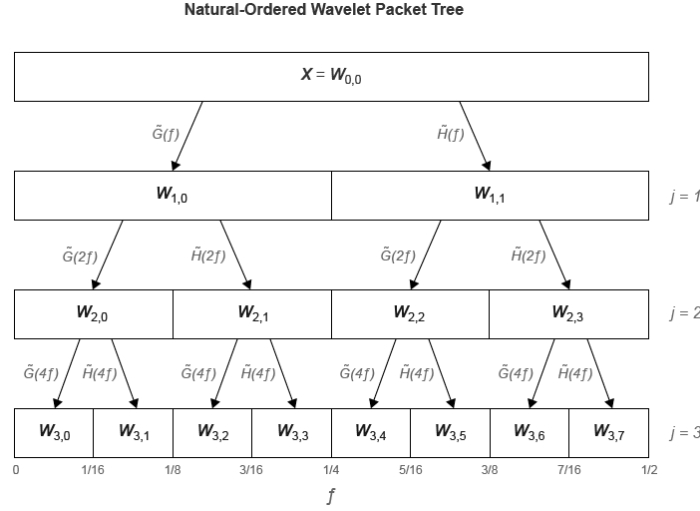 Natural-Ordered Wavelet Packet Tree
X = W0,0
G̃(f) H̃(f)
W1,0 W1,1 j = 1
G̃(2f) H̃(2f) G̃(2f) H̃(2f)
W2,0 W2,1 W2,2 W2,3 j = 2
G̃(4f) H̃(4f) G̃(4f) H̃(4f) G̃(4f) H̃(4f) G̃(4f) H̃(4f)
W3,0 W3,1 W3,2 W3,3 W3,4 W3,5 W3,6 W3,7 j = 3
0 1/16 1/8 3/16 1/4 5/16 3/8 7/16 1/2
f